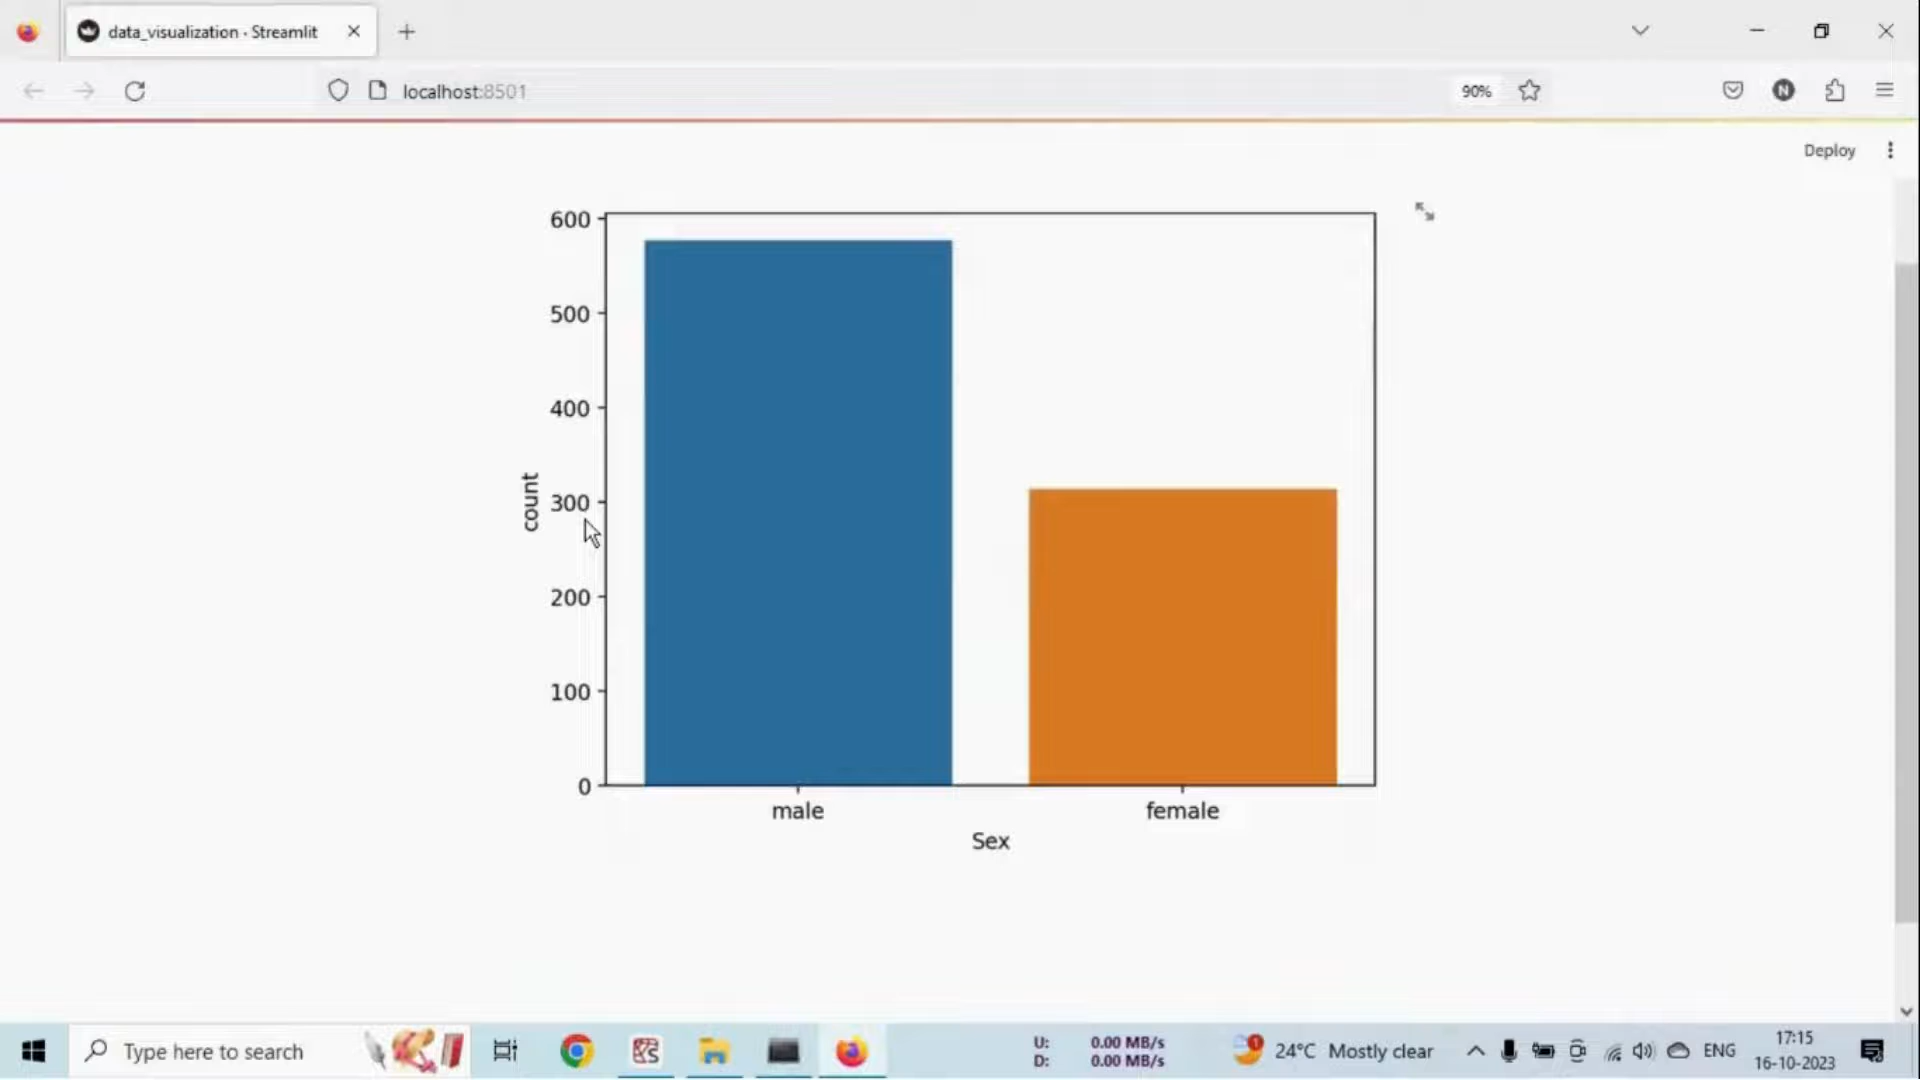 data_visualization · Streamlit
localhost:8501
90%
N
Deploy
600
500
400
300
200
100
0
count
male
female
Sex
Type here to search
U: 0.00 MB/s
D: 0.00 MB/s
1
24°C Mostly clear
ENG
17:15
16-10-2023